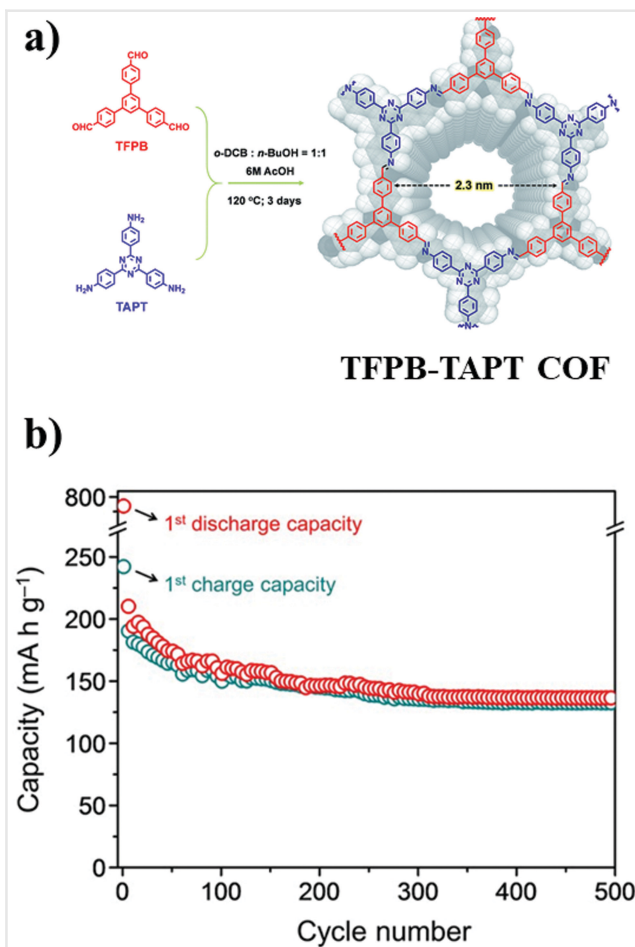 a)
CHO
OHC
CHO
TFPB
NH₂
H₂N
NH₂
TAPT
o-DCB : n-BuOH = 1:1
6M AcOH
120 °C; 3 days
2.3 nm
TFPB-TAPT COF
b)
800
1st discharge capacity
250
1st charge capacity
200
150
100
50
0
Capacity (mA h g⁻¹)
0
100
200
300
400
500
Cycle number